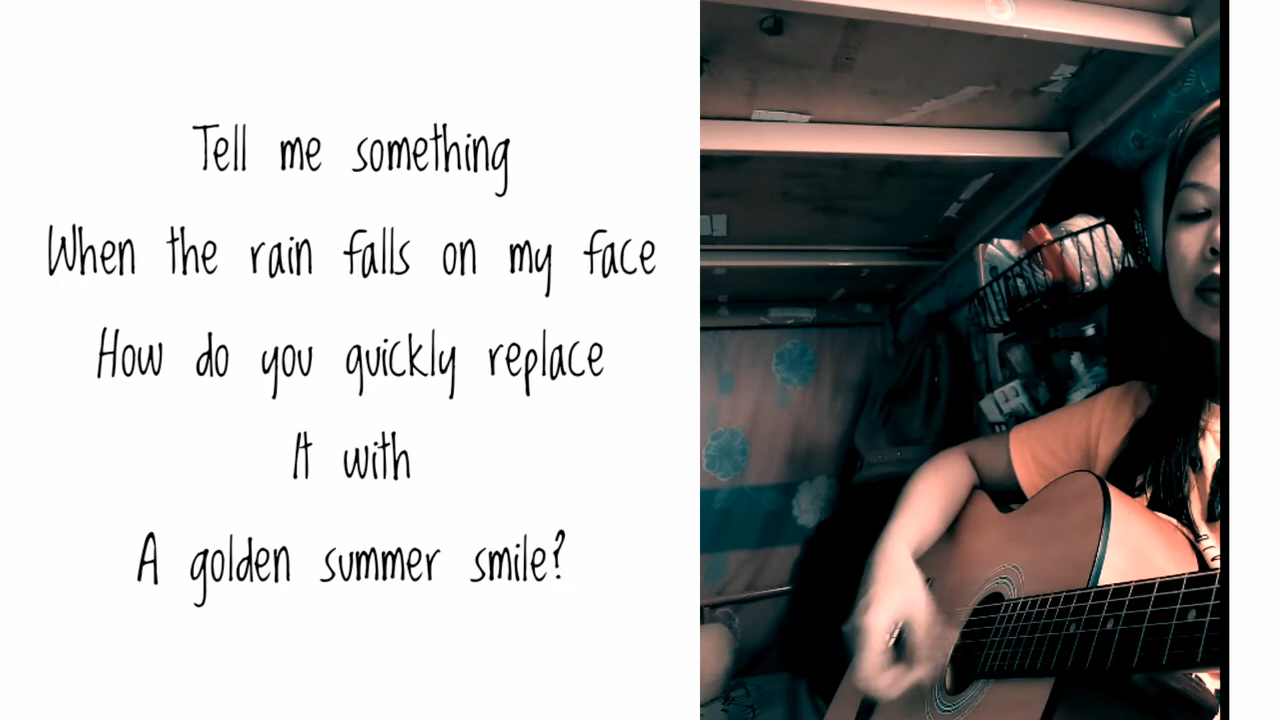 Tell me something
When the rain falls on my face
How do you quickly replace
It with
A golden summer smile?